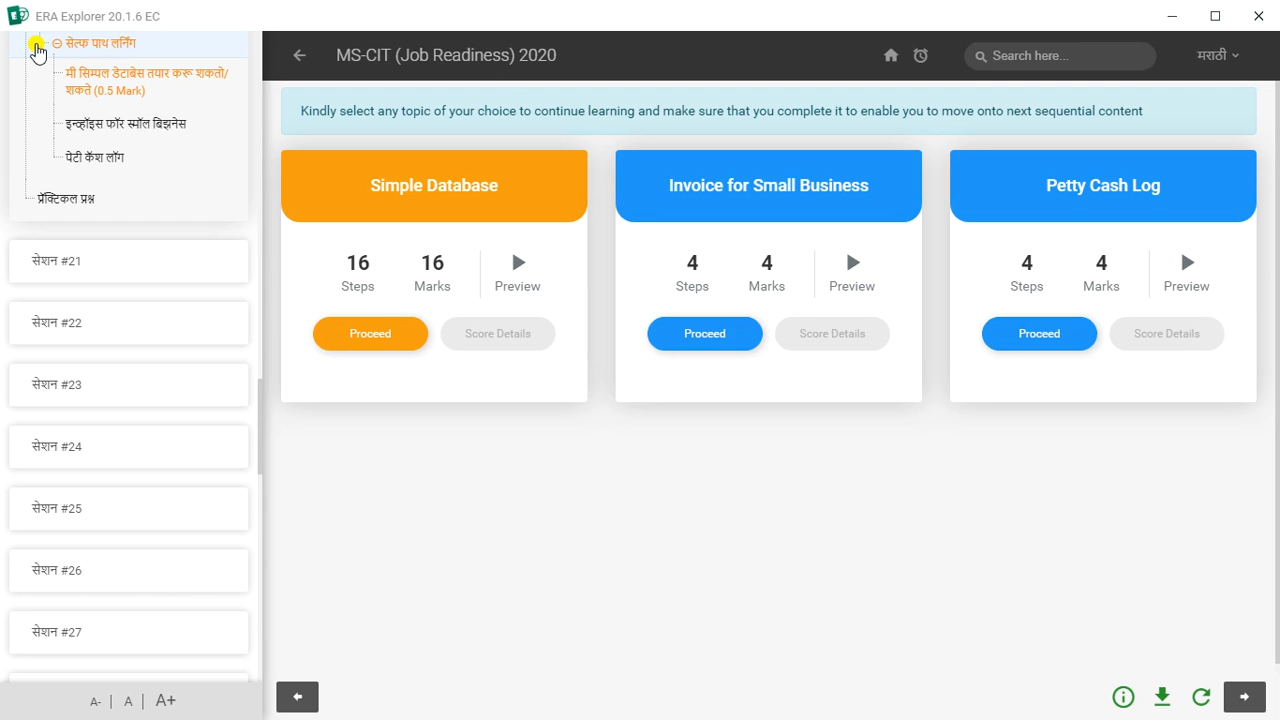 ERA Explorer 20.1.6 EC
सेल्फ पाथ लर्निंग
मी सिम्पल डेटाबेस तयार करू शकतो/
शकते (0.5 Mark)
इन्व्हॉइस फॉर स्मॉल बिझनेस
पेटी कॅश लॉग
प्रॅक्टिकल प्रश्न
सेशन #21
सेशन #22
सेशन #23
सेशन #24
सेशन #25
सेशन #26
सेशन #27
A- | A | A+
MS-CIT (Job Readiness) 2020
Search here...
मराठी
Kindly select any topic of your choice to continue learning and make sure that you complete it to enable you to move onto next sequential content
Simple Database
16 16
Steps Marks Preview
Proceed Score Details
Invoice for Small Business
4 4
Steps Marks Preview
Proceed Score Details
Petty Cash Log
4 4
Steps Marks Preview
Proceed Score Details